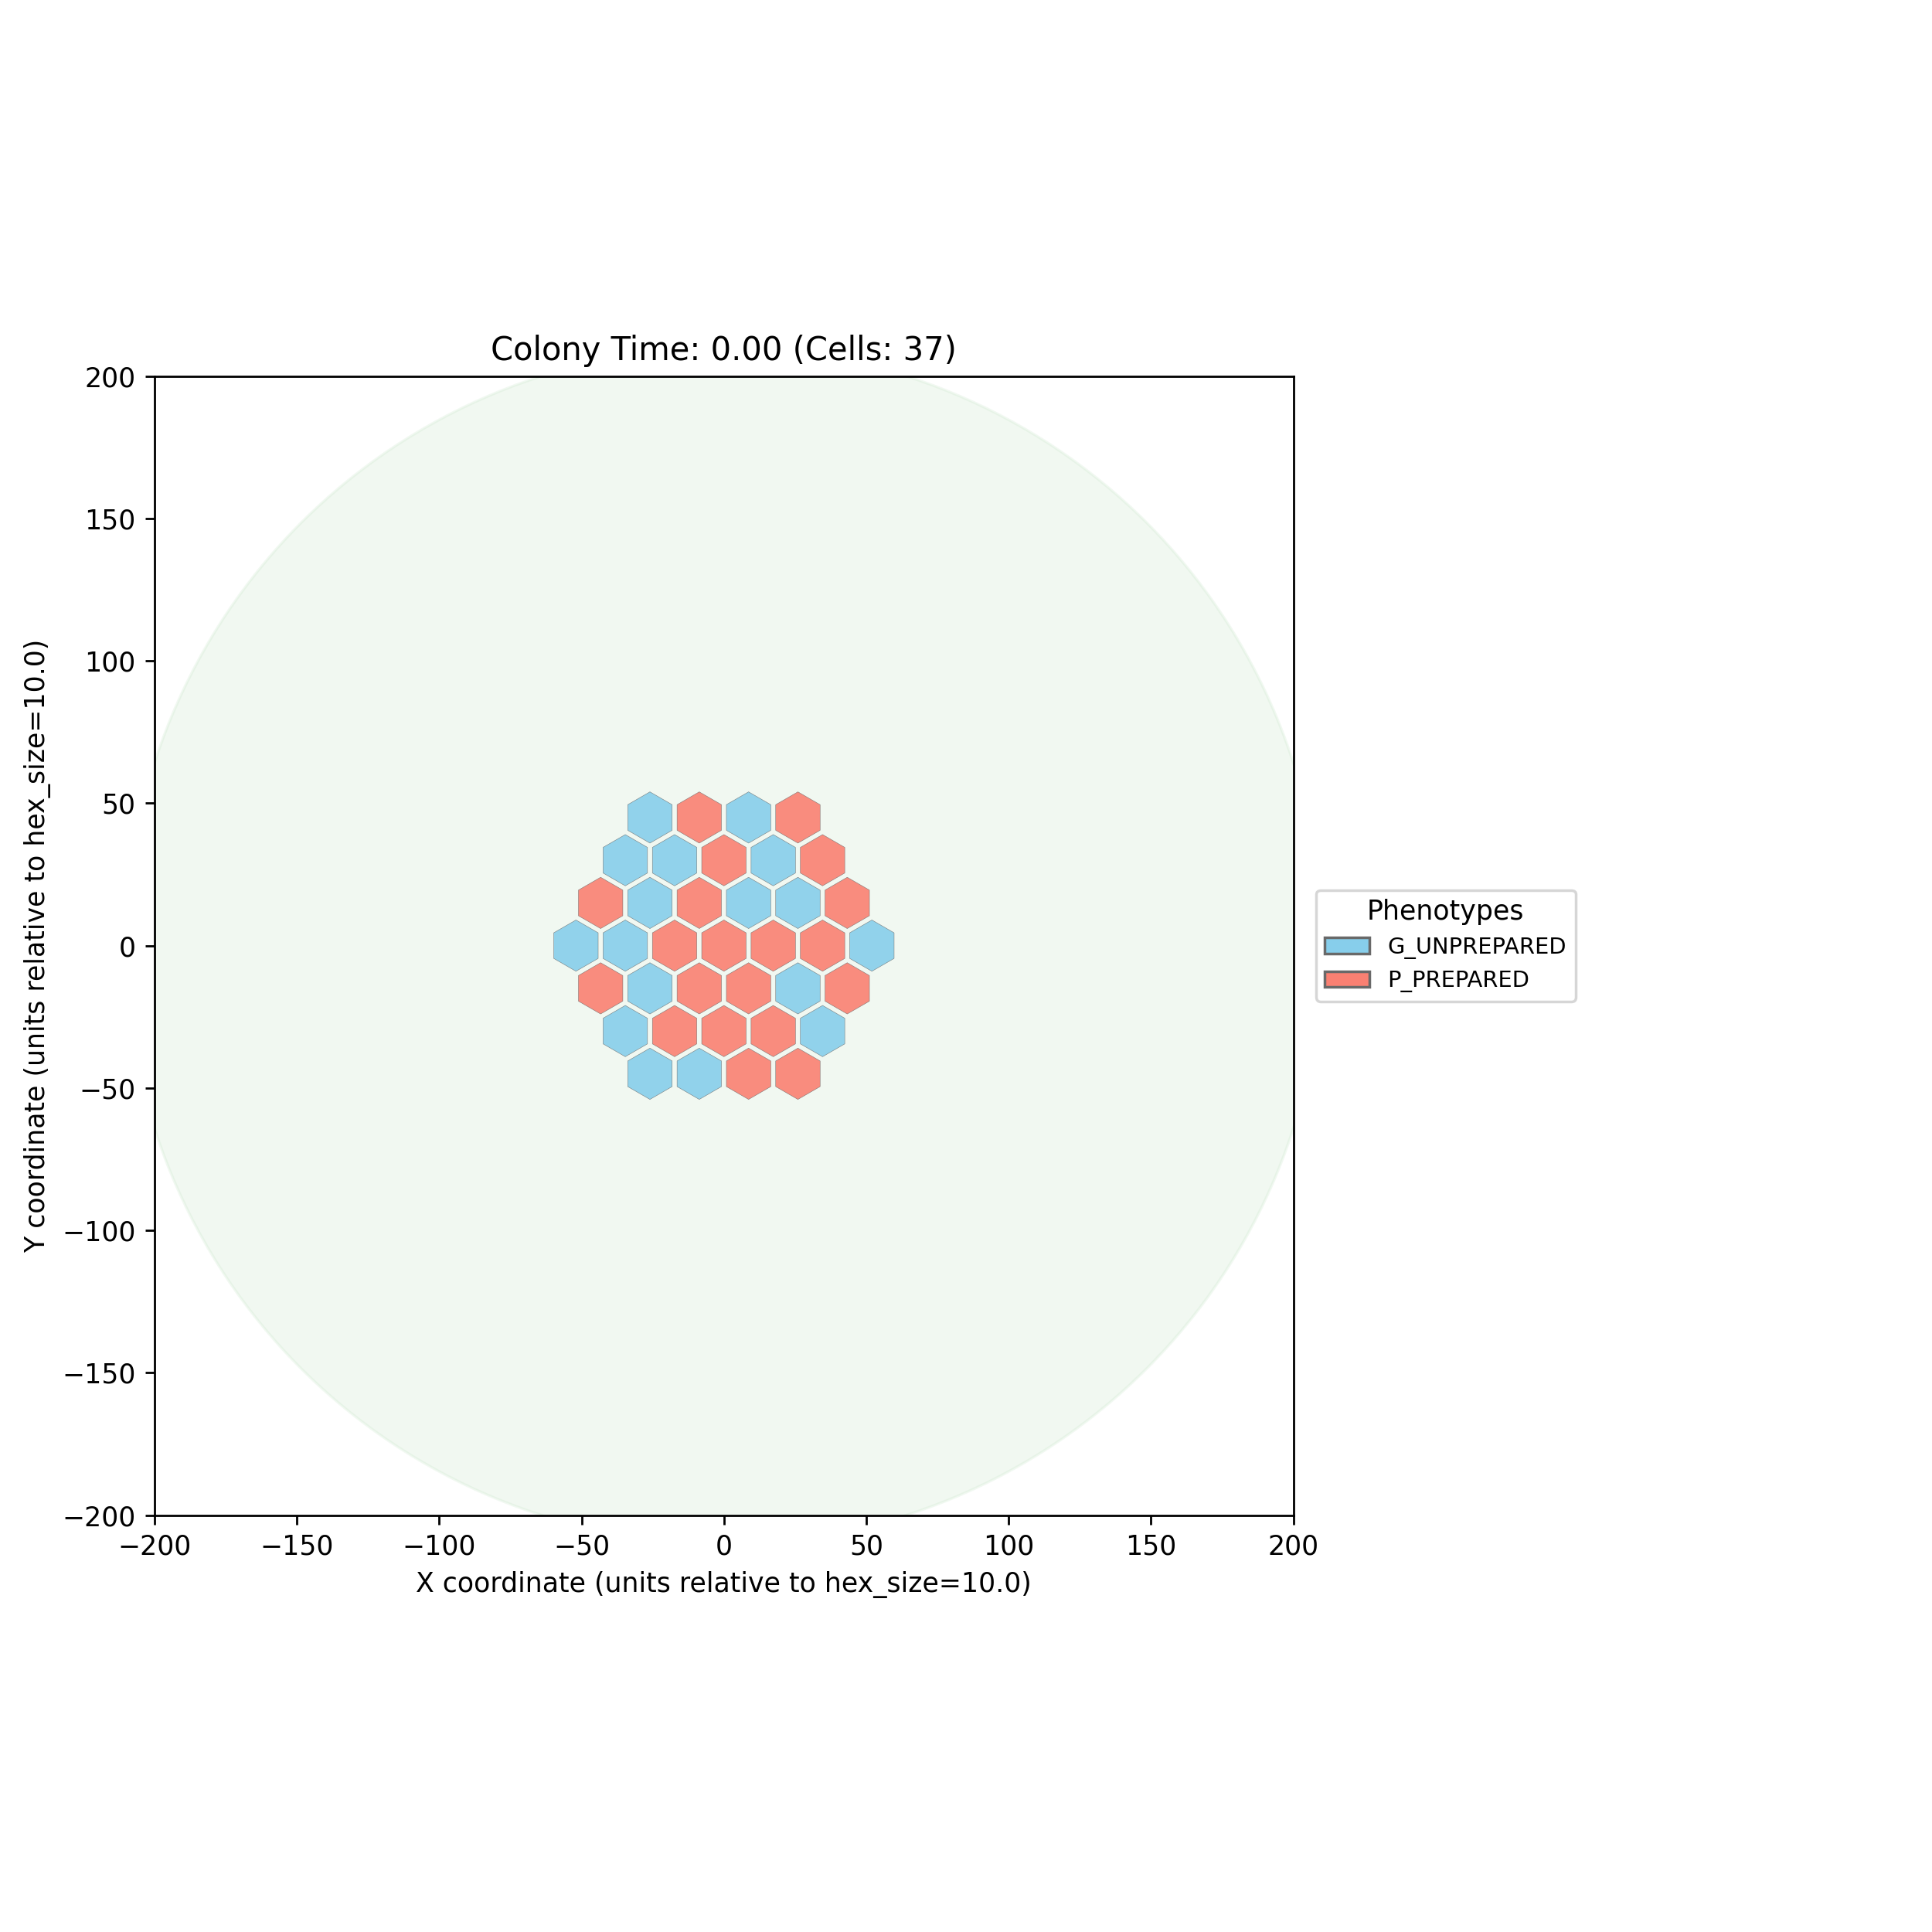 Colony Time: 0.00 (Cells: 37)
200
150
100
50
0
−50
−100
−150
−200
Y coordinate (units relative to hex_size=10.0)
−200 −150 −100 −50 0 50 100 150 200
X coordinate (units relative to hex_size=10.0)
Phenotypes
G_UNPREPARED
P_PREPARED